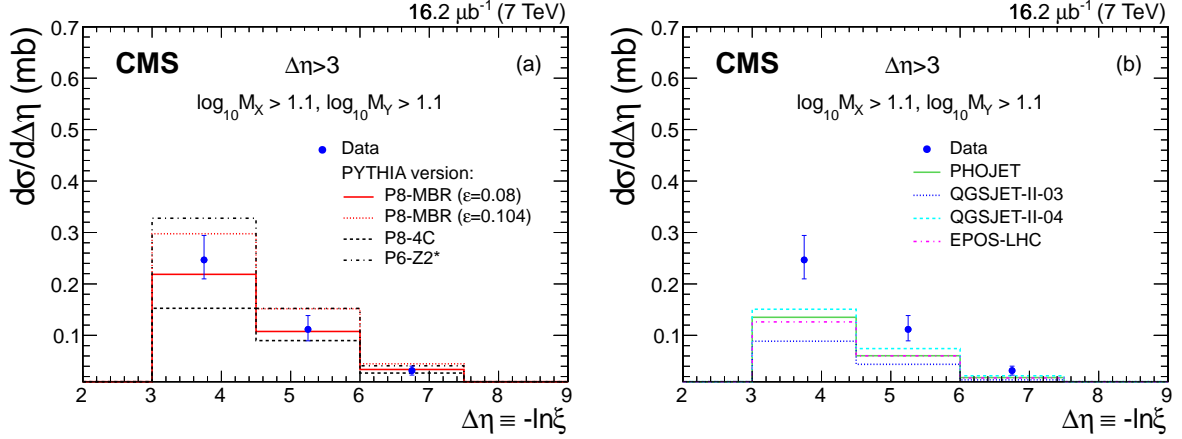 16.2 μb⁻¹ (7 TeV)
CMS
Δη>3
(a)
log₁₀M_X > 1.1, log₁₀M_Y > 1.1
Data
PYTHIA version:
P8-MBR (ε=0.08)
P8-MBR (ε=0.104)
P8-4C
P6-Z2*
dσ/dΔη (mb)
0.7
0.6
0.5
0.4
0.3
0.2
0.1
2 3 4 5 6 7 8 9
Δη ≡ -lnξ
16.2 μb⁻¹ (7 TeV)
CMS
Δη>3
(b)
log₁₀M_X > 1.1, log₁₀M_Y > 1.1
Data
PHOJET
QGSJET-II-03
QGSJET-II-04
EPOS-LHC
dσ/dΔη (mb)
0.7
0.6
0.5
0.4
0.3
0.2
0.1
2 3 4 5 6 7 8 9
Δη ≡ -lnξ